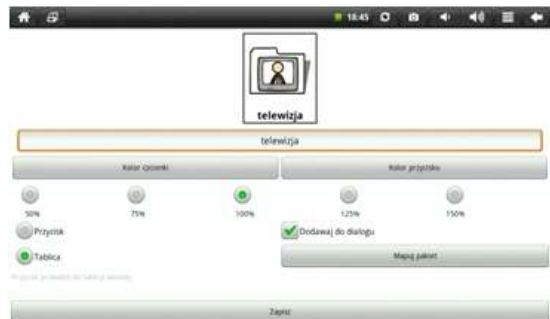 18:45
telewizja
telewizja
Kolor czcionki
Kolor przycisku
50%
75%
100%
125%
150%
Przycisk
Dodawaj do dialogu
Tablica
Mapuj pakiet
Zapisz